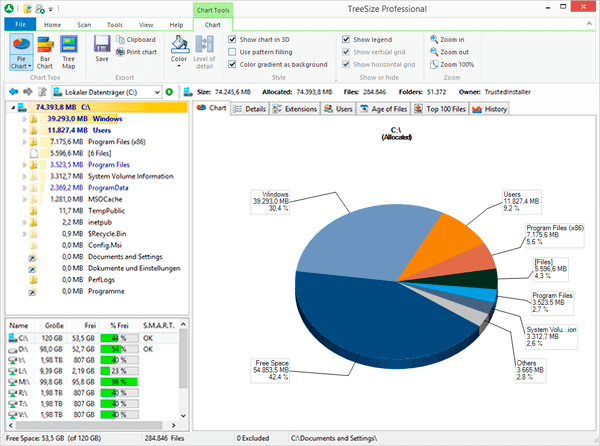 Chart Tools
TreeSize Professional
File Home Scan Tools View Help Chart
Pie Chart
Bar Chart
Tree Map
Chart Type
Save
Clipboard
Print chart
Export
Color
Level of detail
Show chart in 3D
Use pattern filling
Color gradient as background
Style
Show legend
Show vertical grid
Show horizontal grid
Show or hide
Zoom in
Zoom out
Zoom 100%
Zoom
Lokaler Datenträger (C:)
Size: 74.245,6 MB Allocated: 74.393,8 MB Files: 284.846 Folders: 51.372 Owner: TrustedInstaller
74.393,8 MB C:\
39.293,0 MB Windows
11.827,4 MB Users
7.175,6 MB Program Files (x86)
5.596,6 MB [6 Files]
3.523,5 MB Program Files
3.312,7 MB System Volume Information
2.369,2 MB ProgramData
1.281,0 MB MSOCache
11,7 MB TempPublic
2,2 MB inetpub
0,9 MB $Recycle.Bin
0,0 MB Config.Msi
0,0 MB Documents and Settings
0,0 MB Dokumente und Einstellungen
0,0 MB PerfLogs
0,0 MB Programme
Name Größe Frei % Frei S.M.A.R.T.
C:\ 120 GB 53,5 GB 44 % OK
D:\ 98,0 GB 52,7 GB 54 % OK
I:\ 1,98 TB 807 GB 40 %
L:\ 9,39 GB 2,19 GB 23 %
M:\ 99,8 GB 95,8 GB 96 %
R:\ 1,98 TB 807 GB 40 %
V:\ 1,98 TB 807 GB 40 %
Chart Details Extensions Users Age of Files Top 100 Files History
C:\
(Allocated)
Windows
39.293,0 MB
30.4 %
Users
11.827,4 MB
9.2 %
Program Files (x86)
7.175,6 MB
5,6 %
[Files]
5.596,6 MB
4,3 %
Program Files
3.523,5 MB
2.7 %
System Volu...ion
3.312,7 MB
2.6 %
Others
3.665 MB
2.8 %
Free Space
54.853,5 MB
42.4 %
Free Space: 53,5 GB (of 120 GB) 284.846 Files 0 Excluded C:\Documents and Settings\